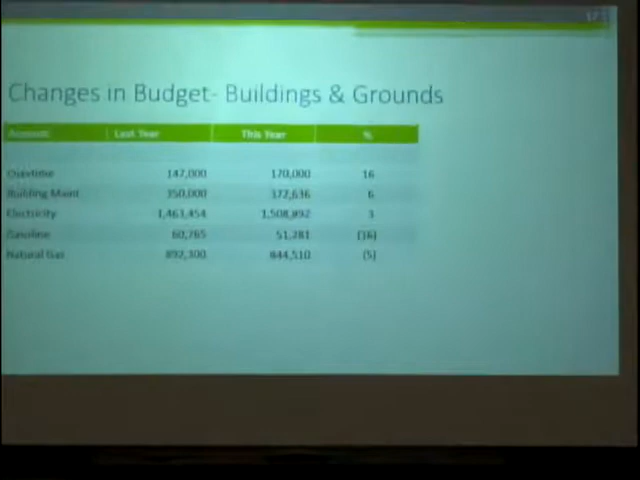 17
Changes in Budget- Buildings & Grounds
Account Last Year This Year %
Overtime 147,000 170,000 16
Building Maint 350,000 372,636 6
Electricity 1,463,454 1,508,892 3
Gasoline 60,765 51,281 (16)
Natural Gas 892,300 844,510 (5)